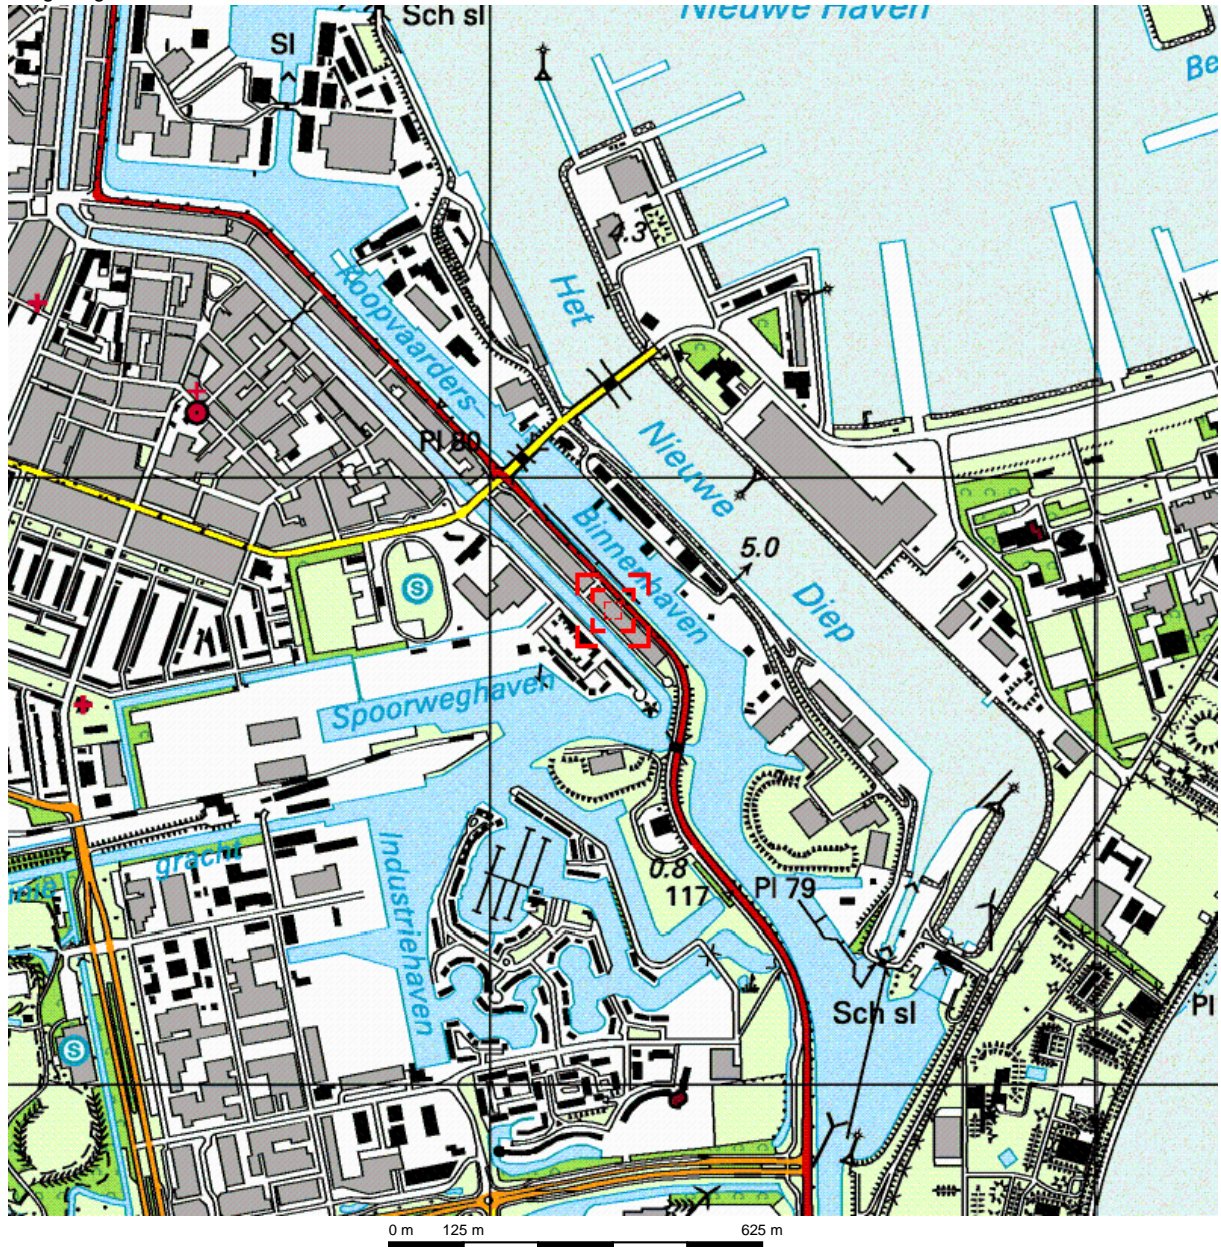 Sch sl
Nieuwe Haven
Sl
Be
4.3
Het
Koopvaarders-
Pl 80
Nieuwe
Binnenhaven
5.0
S
Diep
Spoorweghaven
gracht
Industriehaven
0.8
117
Pl 79
Sch sl
Pl
S
0 m 125 m 625 m